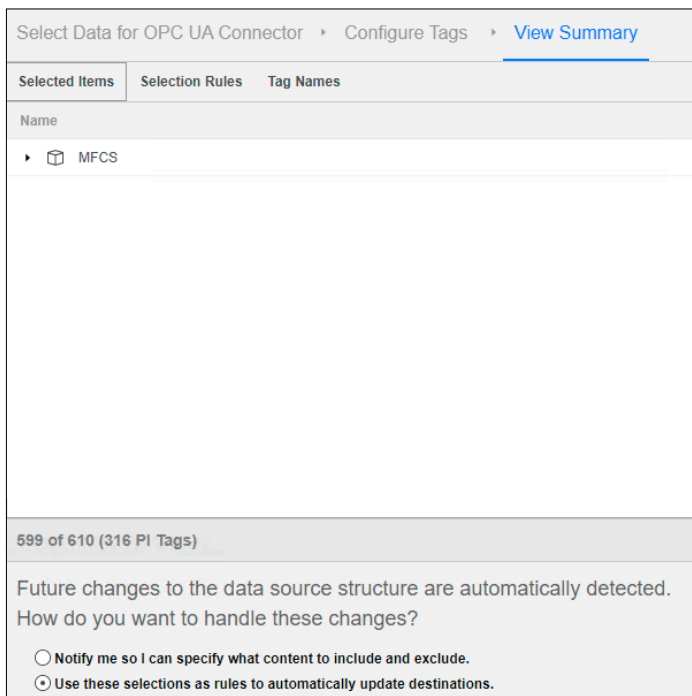 Select Data for OPC UA Connector ‣ Configure Tags ‣ View Summary
Selected Items Selection Rules Tag Names
Name
MFCS
599 of 610 (316 PI Tags)
Future changes to the data source structure are automatically detected.
How do you want to handle these changes?
Notify me so I can specify what content to include and exclude.
Use these selections as rules to automatically update destinations.